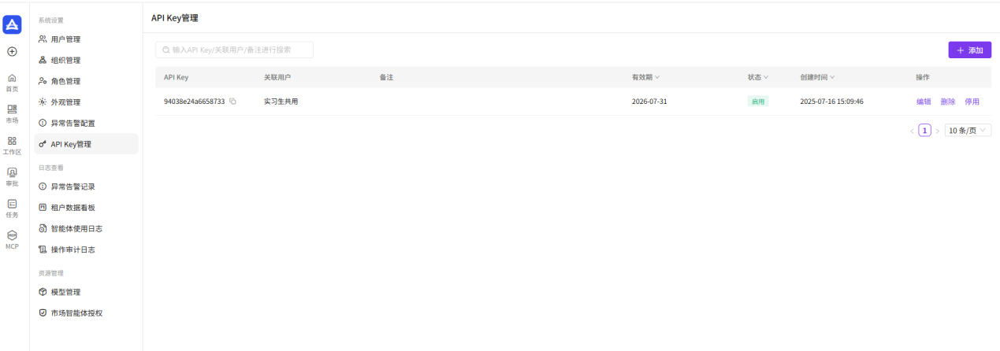 API Key管理
系统设置
用户管理
组织管理
角色管理
外观管理
异常告警配置
API Key管理
日志查看
异常告警记录
租户数据看板
智能体使用日志
操作审计日志
资源管理
模型管理
市场智能体授权
首页
市场
工作区
审批
任务
MCP
输入API Key/关联用户/备注进行搜索
添加
API Key 关联用户 备注 有效期 状态 创建时间 操作
94038e24a6658733 实习生共用 2026-07-31 启用 2025-07-16 15:09:46 编辑 删除 停用
< 1 > 10 条/页